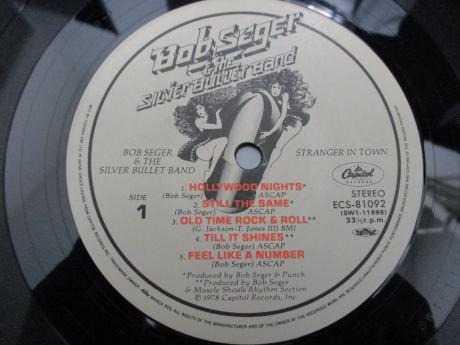 Bob Seger
& the
Silver Bullet Band
BOB SEGER
& THE
SILVER BULLET BAND
STRANGER IN TOWN
Capitol
RECORDS
SIDE
1
STEREO
ECS-81092
(SW1-11698)
33⅓ r.p.m.
1. HOLLYWOOD NIGHTS*
(Bob Seger) ASCAP
2. STILL THE SAME*
(Bob Seger) ASCAP
3. OLD TIME ROCK & ROLL**
(G. Jackson-T. Jones III) BMI
4. TILL IT SHINES**
(Bob Seger) ASCAP
5. FEEL LIKE A NUMBER
(Bob Seger) ASCAP
*Produced by Bob Seger & Punch
**Produced by Bob Seger
& Muscle Shoals Rhythm Section
℗ 1978 Capitol Records, Inc.